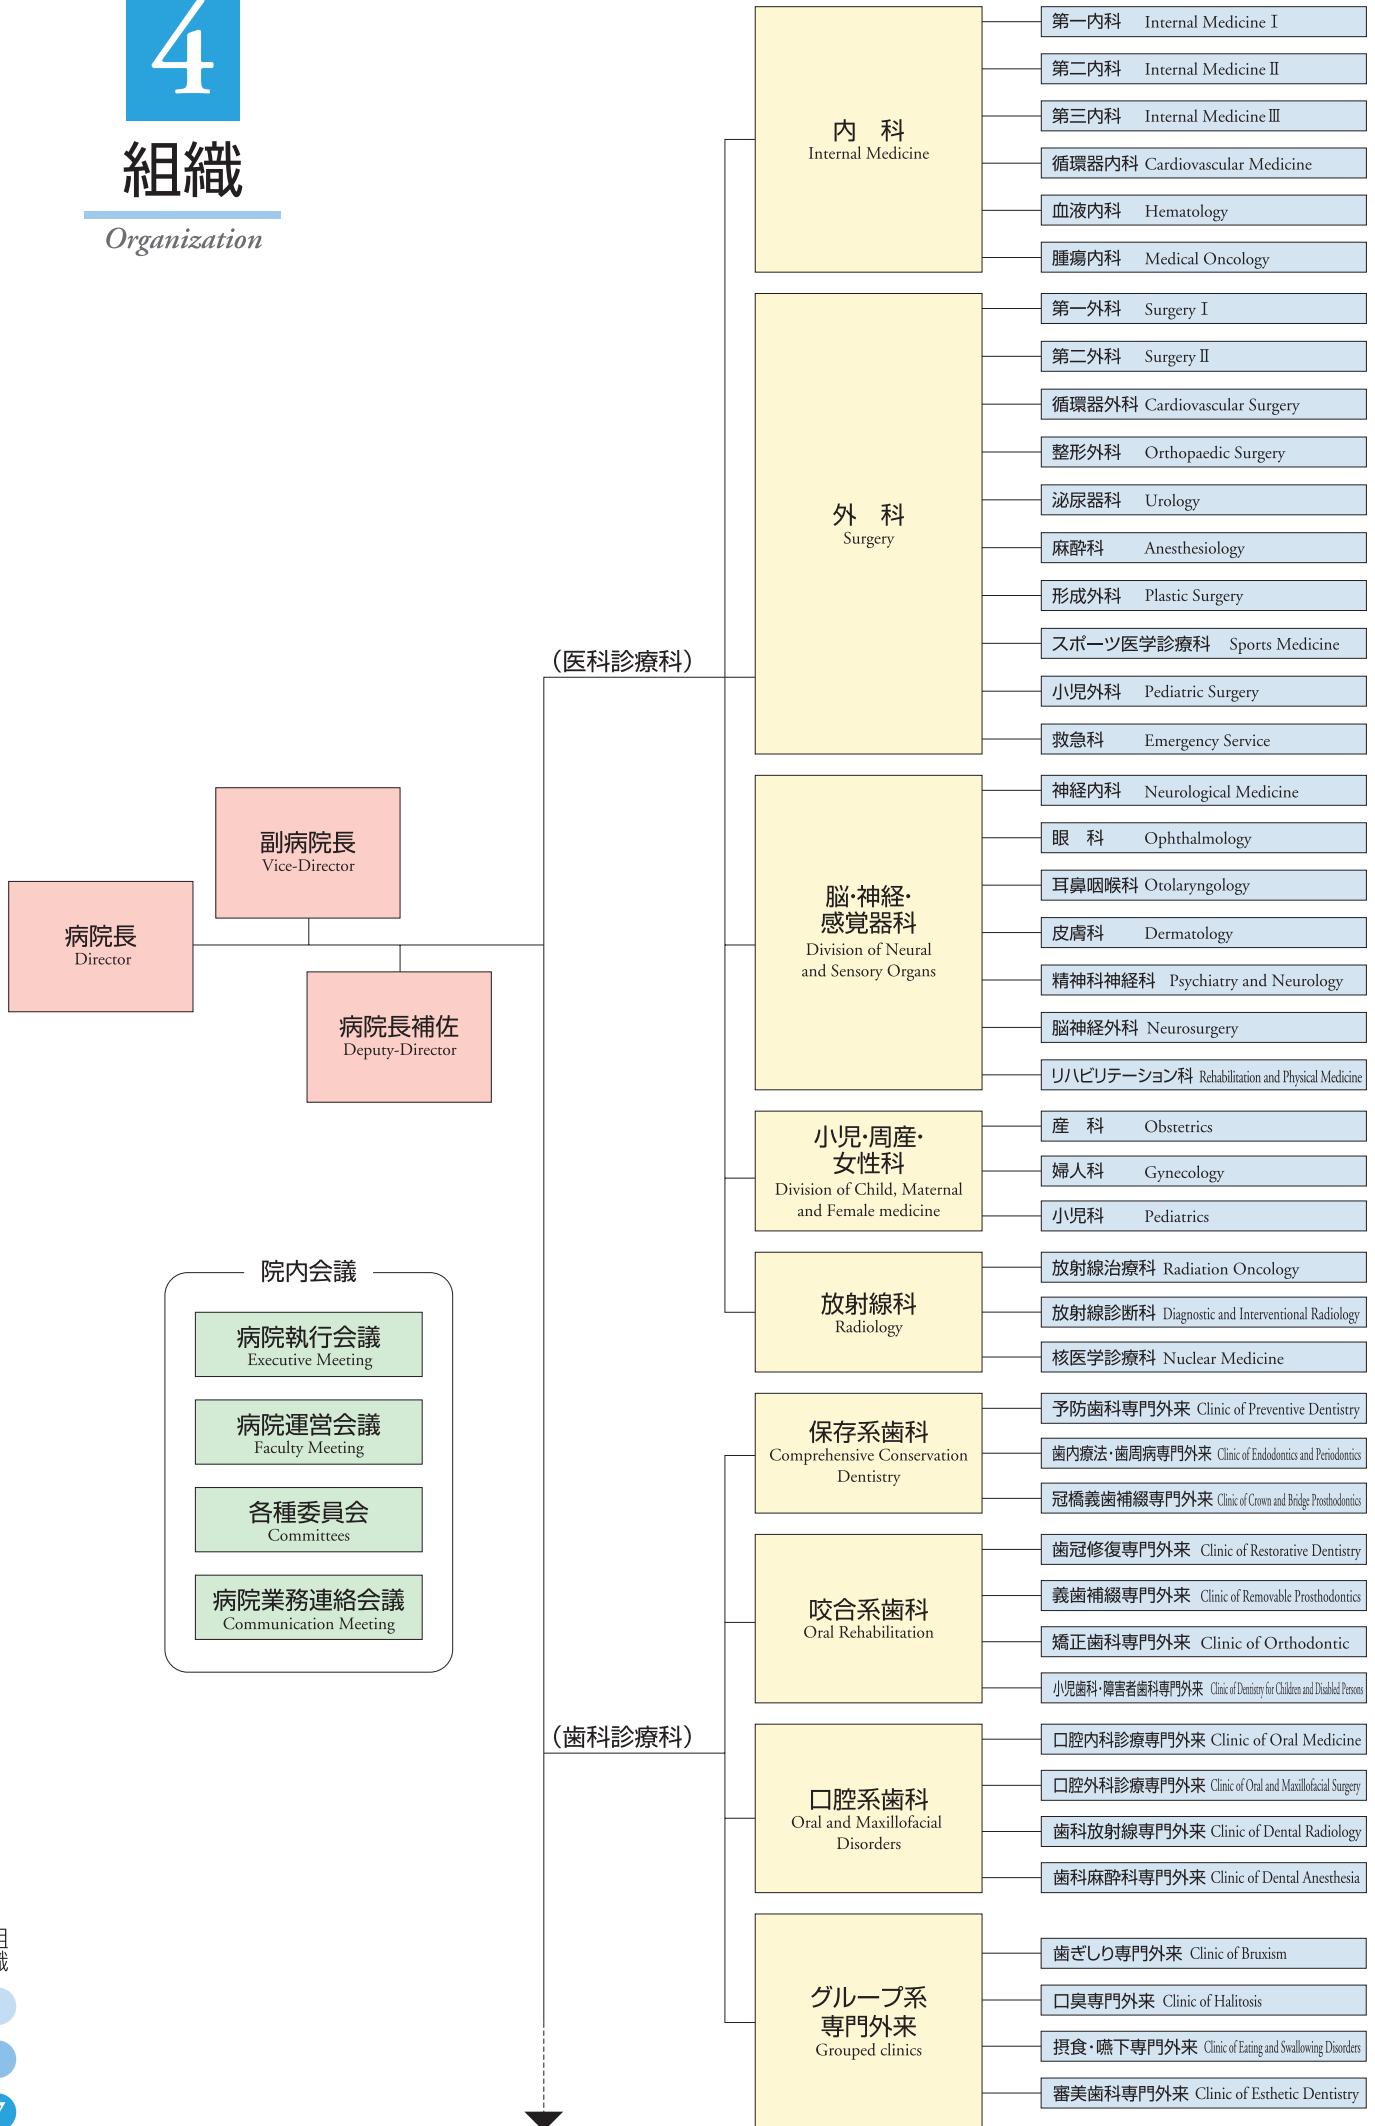 4
組織
Organization
病院長
Director
副病院長
Vice-Director
病院長補佐
Deputy-Director
院内会議
病院執行会議
Executive Meeting
病院運営会議
Faculty Meeting
各種委員会
Committees
病院業務連絡会議
Communication Meeting
（医科診療科）
内　科
Internal Medicine
第一内科 Internal Medicine Ⅰ
第二内科 Internal Medicine Ⅱ
第三内科 Internal Medicine Ⅲ
循環器内科 Cardiovascular Medicine
血液内科 Hematology
腫瘍内科 Medical Oncology
外　科
Surgery
第一外科 Surgery Ⅰ
第二外科 Surgery Ⅱ
循環器外科 Cardiovascular Surgery
整形外科 Orthopaedic Surgery
泌尿器科 Urology
麻酔科 Anesthesiology
形成外科 Plastic Surgery
スポーツ医学診療科 Sports Medicine
小児外科 Pediatric Surgery
救急科 Emergency Service
脳・神経・
感覚器科
Division of Neural
and Sensory Organs
神経内科 Neurological Medicine
眼　科 Ophthalmology
耳鼻咽喉科 Otolaryngology
皮膚科 Dermatology
精神科神経科 Psychiatry and Neurology
脳神経外科 Neurosurgery
リハビリテーション科 Rehabilitation and Physical Medicine
小児・周産・
女性科
Division of Child, Maternal
and Female medicine
産　科 Obstetrics
婦人科 Gynecology
小児科 Pediatrics
放射線科
Radiology
放射線治療科 Radiation Oncology
放射線診断科 Diagnostic and Interventional Radiology
核医学診療科 Nuclear Medicine
（歯科診療科）
保存系歯科
Comprehensive Conservation
Dentistry
予防歯科専門外来 Clinic of Preventive Dentistry
歯内療法・歯周病専門外来 Clinic of Endodontics and Periodontics
冠橋義歯補綴専門外来 Clinic of Crown and Bridge Prosthodontics
咬合系歯科
Oral Rehabilitation
歯冠修復専門外来 Clinic of Restorative Dentistry
義歯補綴専門外来 Clinic of Removable Prosthodontics
矯正歯科専門外来 Clinic of Orthodontic
小児歯科・障害者歯科専門外来 Clinic of Dentistry for Children and Disabled Persons
口腔系歯科
Oral and Maxillofacial
Disorders
口腔内科診療専門外来 Clinic of Oral Medicine
口腔外科診療専門外来 Clinic of Oral and Maxillofacial Surgery
歯科放射線専門外来 Clinic of Dental Radiology
歯科麻酔科専門外来 Clinic of Dental Anesthesia
グループ系
専門外来
Grouped clinics
歯ぎしり専門外来 Clinic of Bruxism
口臭専門外来 Clinic of Halitosis
摂食・嚥下専門外来 Clinic of Eating and Swallowing Disorders
審美歯科専門外来 Clinic of Esthetic Dentistry